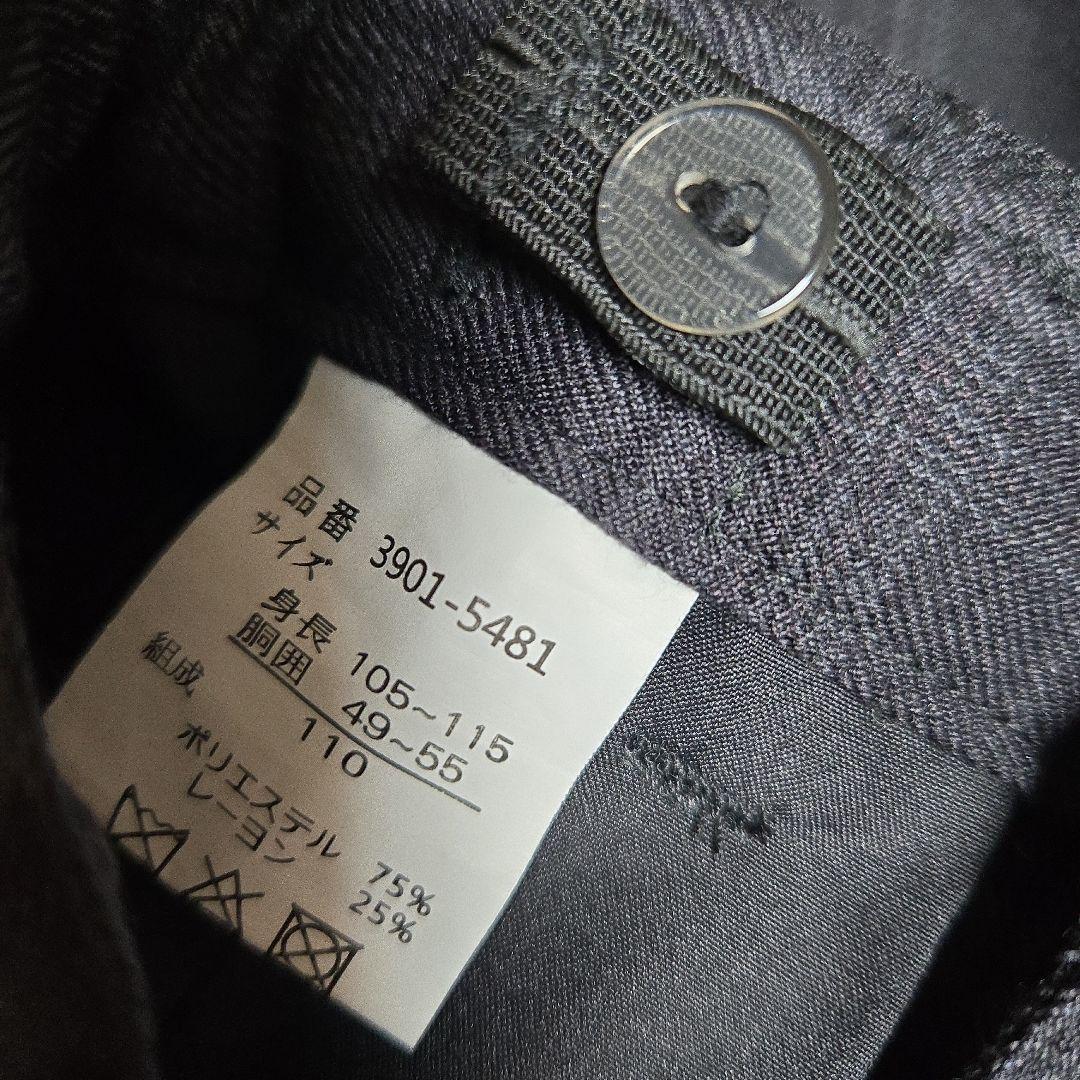 品番 3901-5481
サイズ
身長 105~115
胴囲 49~55
110
組成
ポリエステル 75%
レーヨン 25%